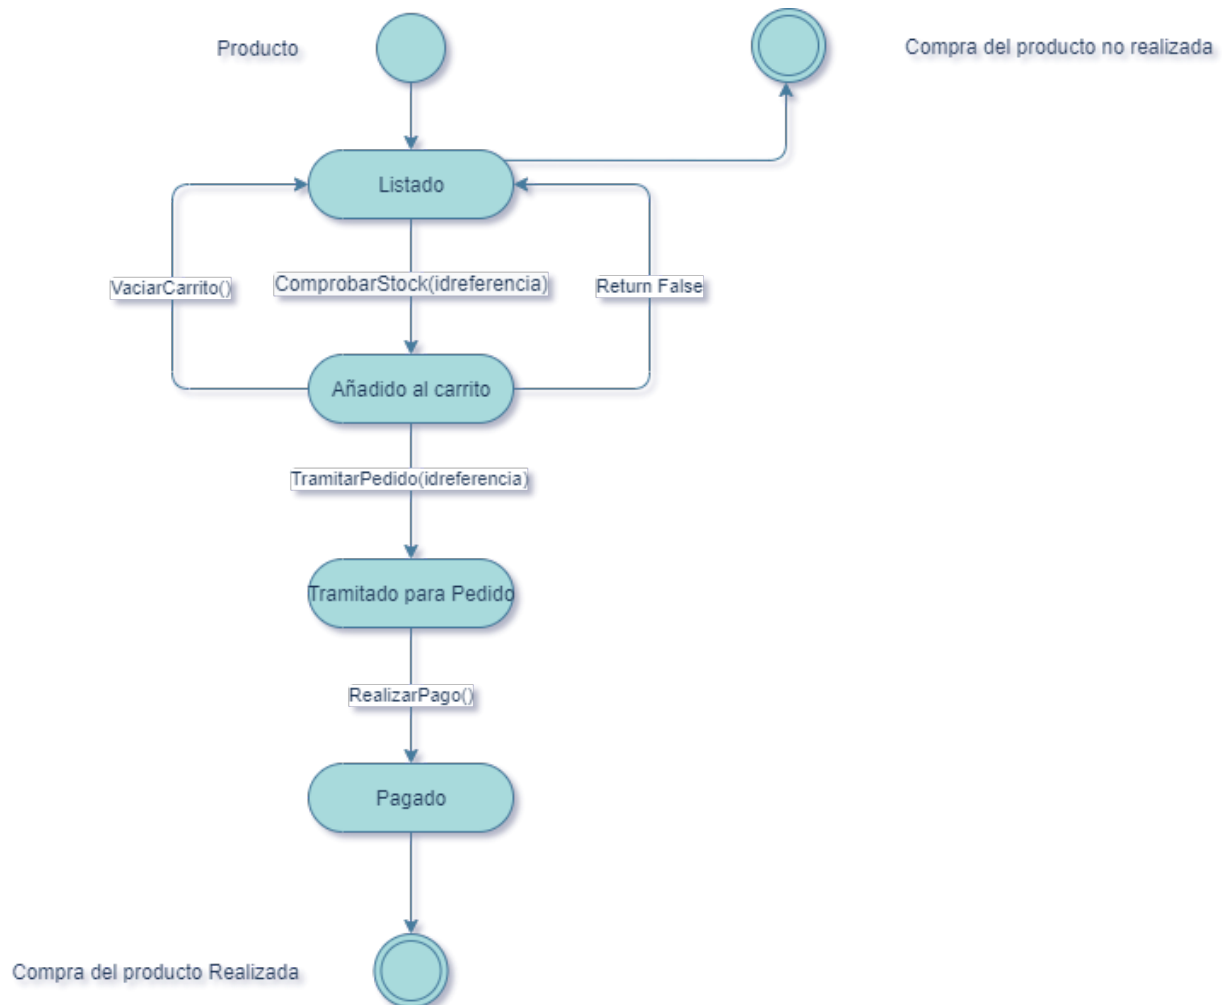 Producto
Compra del producto no realizada
Listado
VaciarCarrito()
ComprobarStock(idreferencia)
Return False
Añadido al carrito
TramitarPedido(idreferencia)
Tramitado para Pedido
RealizarPago()
Pagado
Compra del producto Realizada